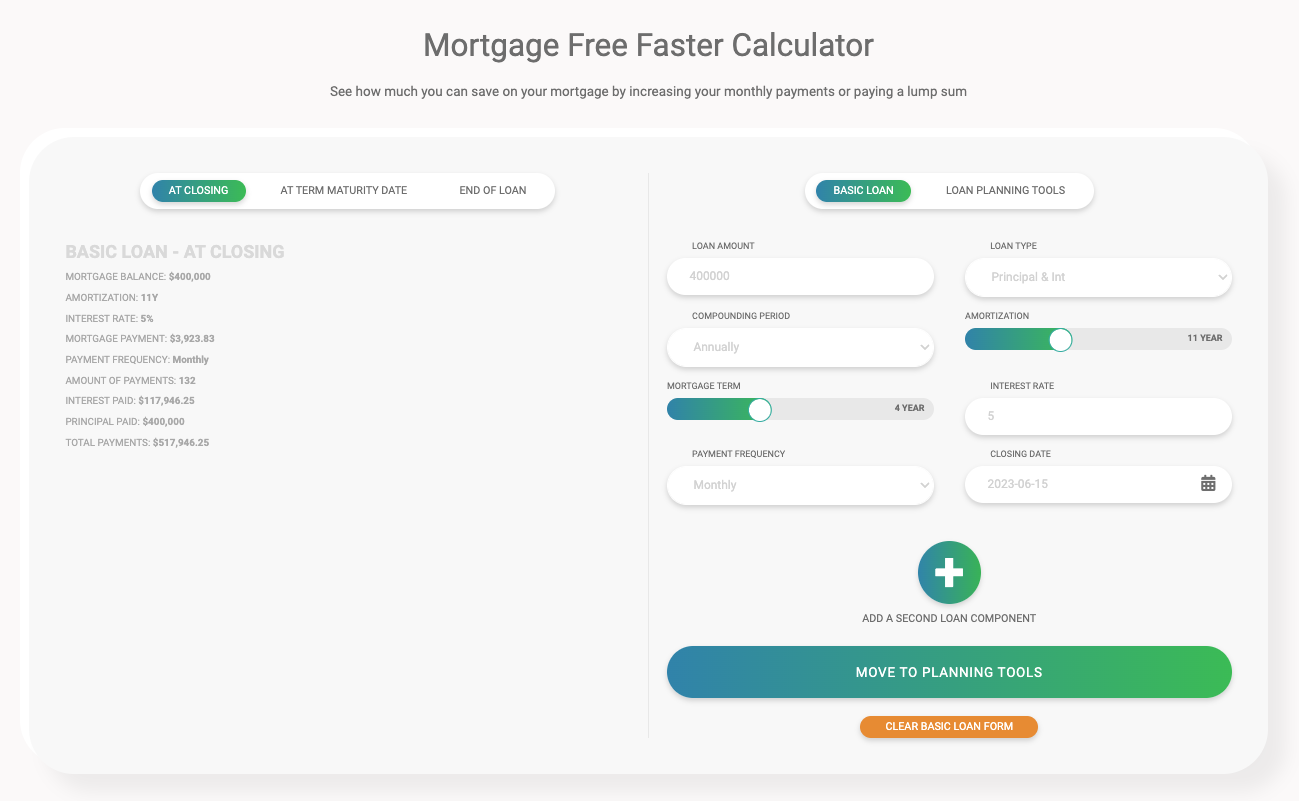 Mortgage Free Faster Calculator
See how much you can save on your mortgage by increasing your monthly payments or paying a lump sum
AT CLOSING AT TERM MATURITY DATE END OF LOAN
BASIC LOAN - AT CLOSING
MORTGAGE BALANCE: $400,000
AMORTIZATION: 11Y
INTEREST RATE: 5%
MORTGAGE PAYMENT: $3,923.83
PAYMENT FREQUENCY: Monthly
AMOUNT OF PAYMENTS: 132
INTEREST PAID: $117,946.25
PRINCIPAL PAID: $400,000
TOTAL PAYMENTS: $517,946.25
BASIC LOAN LOAN PLANNING TOOLS
LOAN AMOUNT LOAN TYPE
400000 Principal & Int
COMPOUNDING PERIOD AMORTIZATION
Annually 11 YEAR
MORTGAGE TERM INTEREST RATE
4 YEAR 5
PAYMENT FREQUENCY CLOSING DATE
Monthly 2023-06-15
ADD A SECOND LOAN COMPONENT
MOVE TO PLANNING TOOLS
CLEAR BASIC LOAN FORM